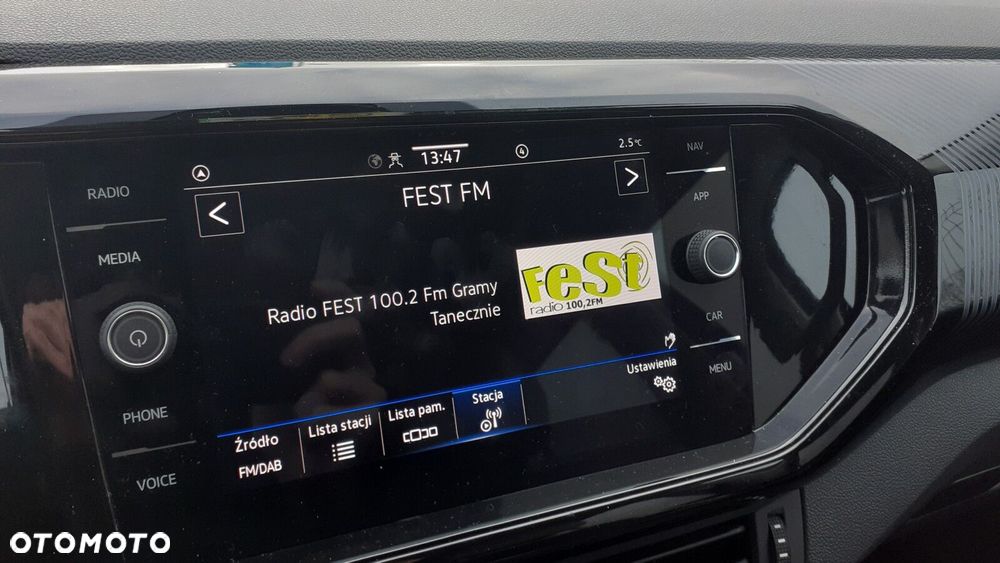 RADIO
MEDIA
PHONE
VOICE
13:47
4
2.5°C
FEST FM
Radio FEST 100.2 Fm Gramy
Tanecznie
FeSt
radio 100,2FM
Źródło
FM/DAB
Lista stacji
Lista pam.
Stacja
Ustawienia
NAV
APP
CAR
MENU
OTOMOTO